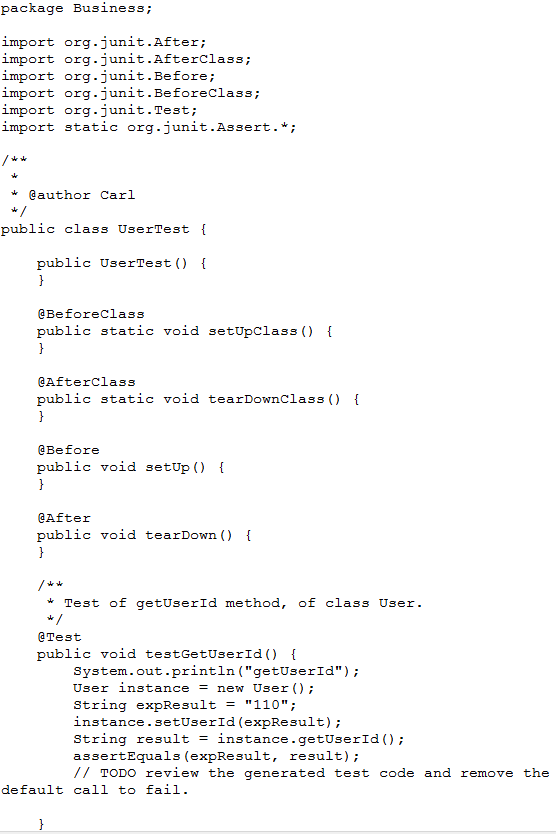 package Business;

import org.junit.After;
import org.junit.AfterClass;
import org.junit.Before;
import org.junit.BeforeClass;
import org.junit.Test;
import static org.junit.Assert.*;

/**
 *
 * @author Carl
 */
public class UserTest {

    public UserTest() {
    }

    @BeforeClass
    public static void setUpClass() {
    }

    @AfterClass
    public static void tearDownClass() {
    }

    @Before
    public void setUp() {
    }

    @After
    public void tearDown() {
    }

    /**
     * Test of getUserId method, of class User.
     */
    @Test
    public void testGetUserId() {
        System.out.println("getUserId");
        User instance = new User();
        String expResult = "110";
        instance.setUserId(expResult);
        String result = instance.getUserId();
        assertEquals(expResult, result);
        // TODO review the generated test code and remove the
default call to fail.

    }